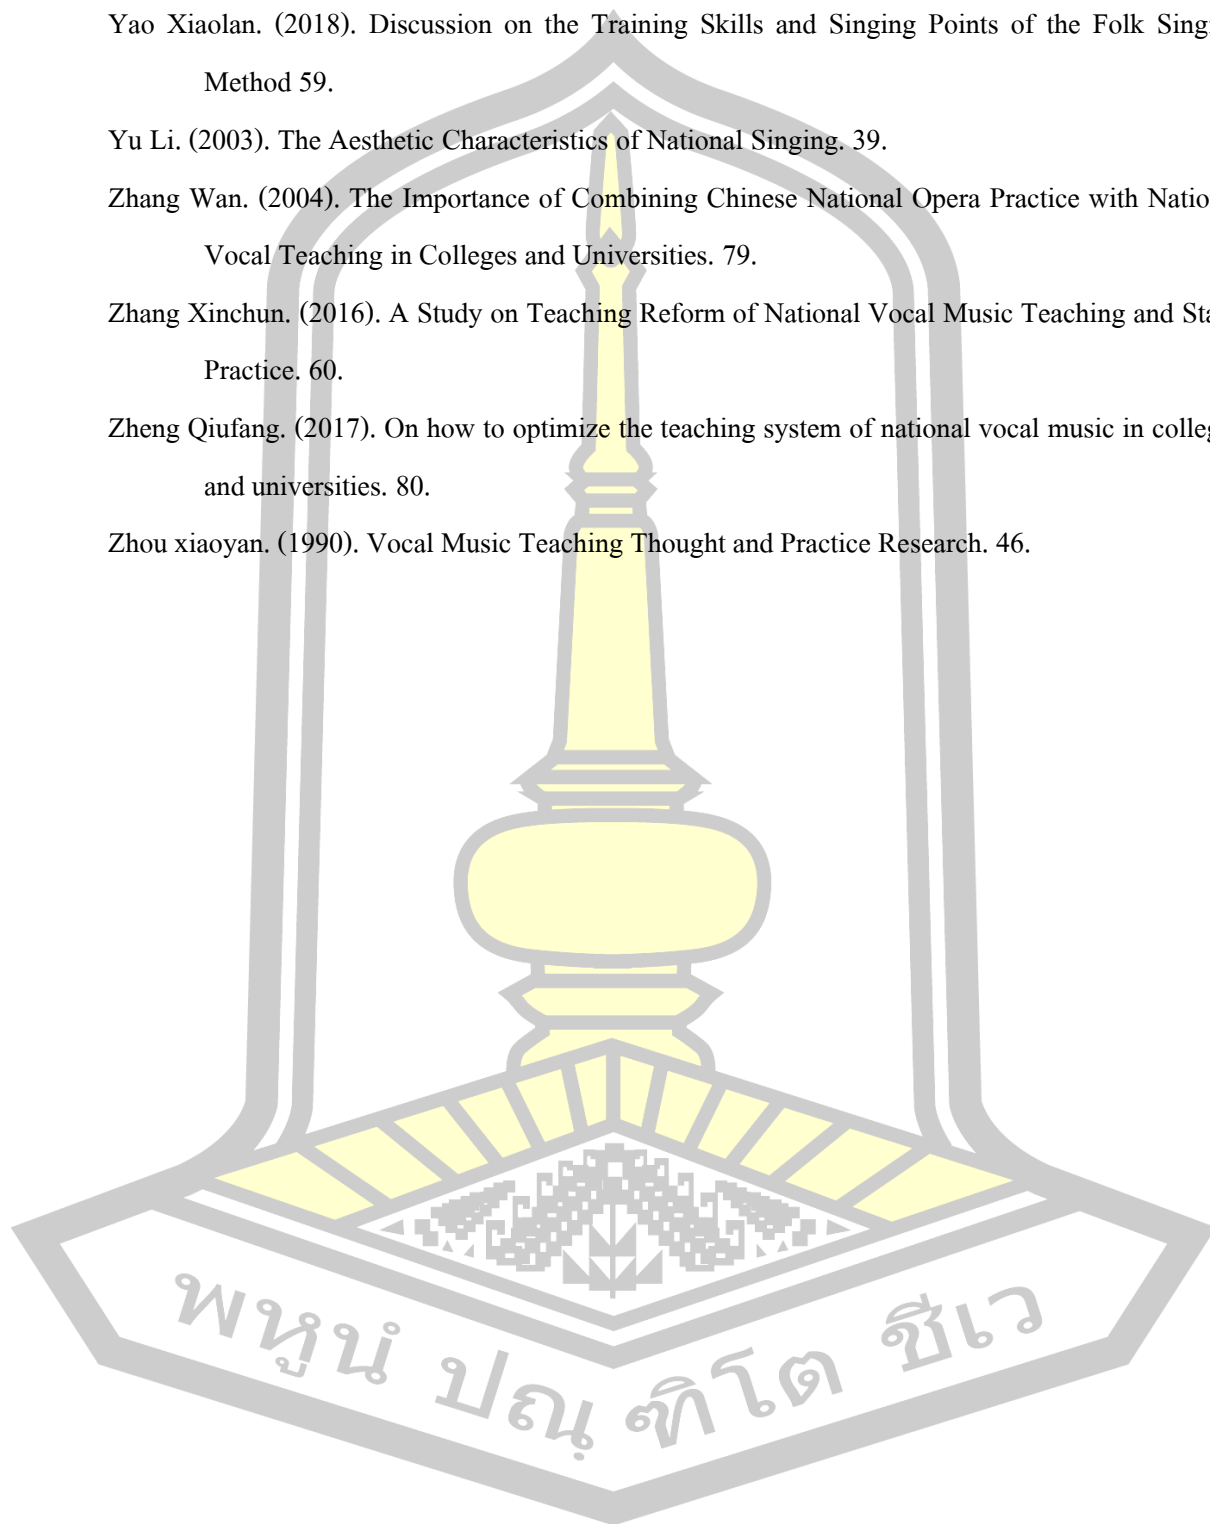 Yao Xiaolan. (2018). Discussion on the Training Skills and Singing Points of the Folk Sing
Method 59.
Yu Li. (2003). The Aesthetic Characteristics of National Singing. 39.
Zhang Wan. (2004). The Importance of Combining Chinese National Opera Practice with Natio
Vocal Teaching in Colleges and Universities. 79.
Zhang Xinchun. (2016). A Study on Teaching Reform of National Vocal Music Teaching and Sta
Practice. 60.
Zheng Qiufang. (2017). On how to optimize the teaching system of national vocal music in colleg
and universities. 80.
Zhou xiaoyan. (1990). Vocal Music Teaching Thought and Practice Research. 46.
พหูนํ ปณฺฑิโต ชีเว